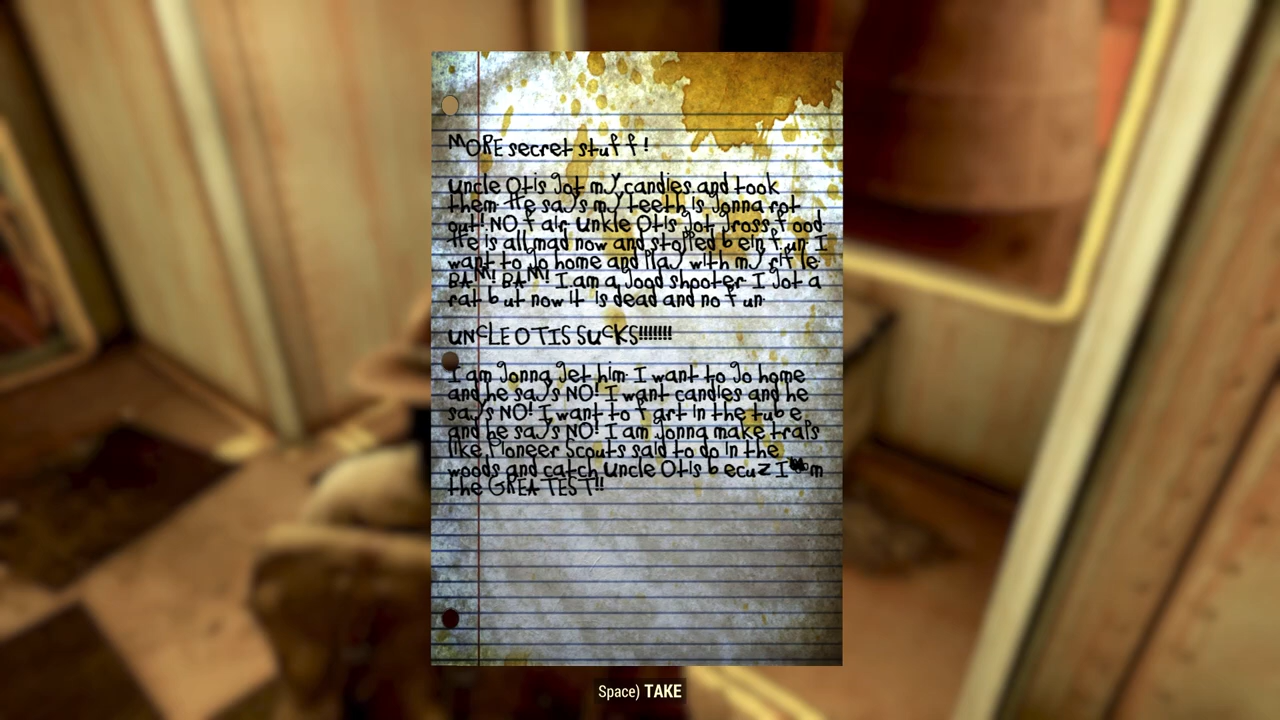 MORE secret stuff!
Uncle Otis got my candies and took
them. He says my teeth is gonna rot
out! NO fair. Unkle Otis got gross food.
He is all mad now and stopped bein fun. I
want to go home and play with my rifle.
BAM! BAM! I am a good shooter. I got a
rat but now it is dead and no fun.
UNCLE OTIS SUCKS!!!!!!!
I am gonna get him. I want to go home
and he says NO! I want candies and he
says NO! I want to fart in the tube
and he says NO! I am gonna make traps
like Pioneer Scouts said to do in the
woods and catch Uncle Otis becuz I m
the GREATEST!!
Space) TAKE